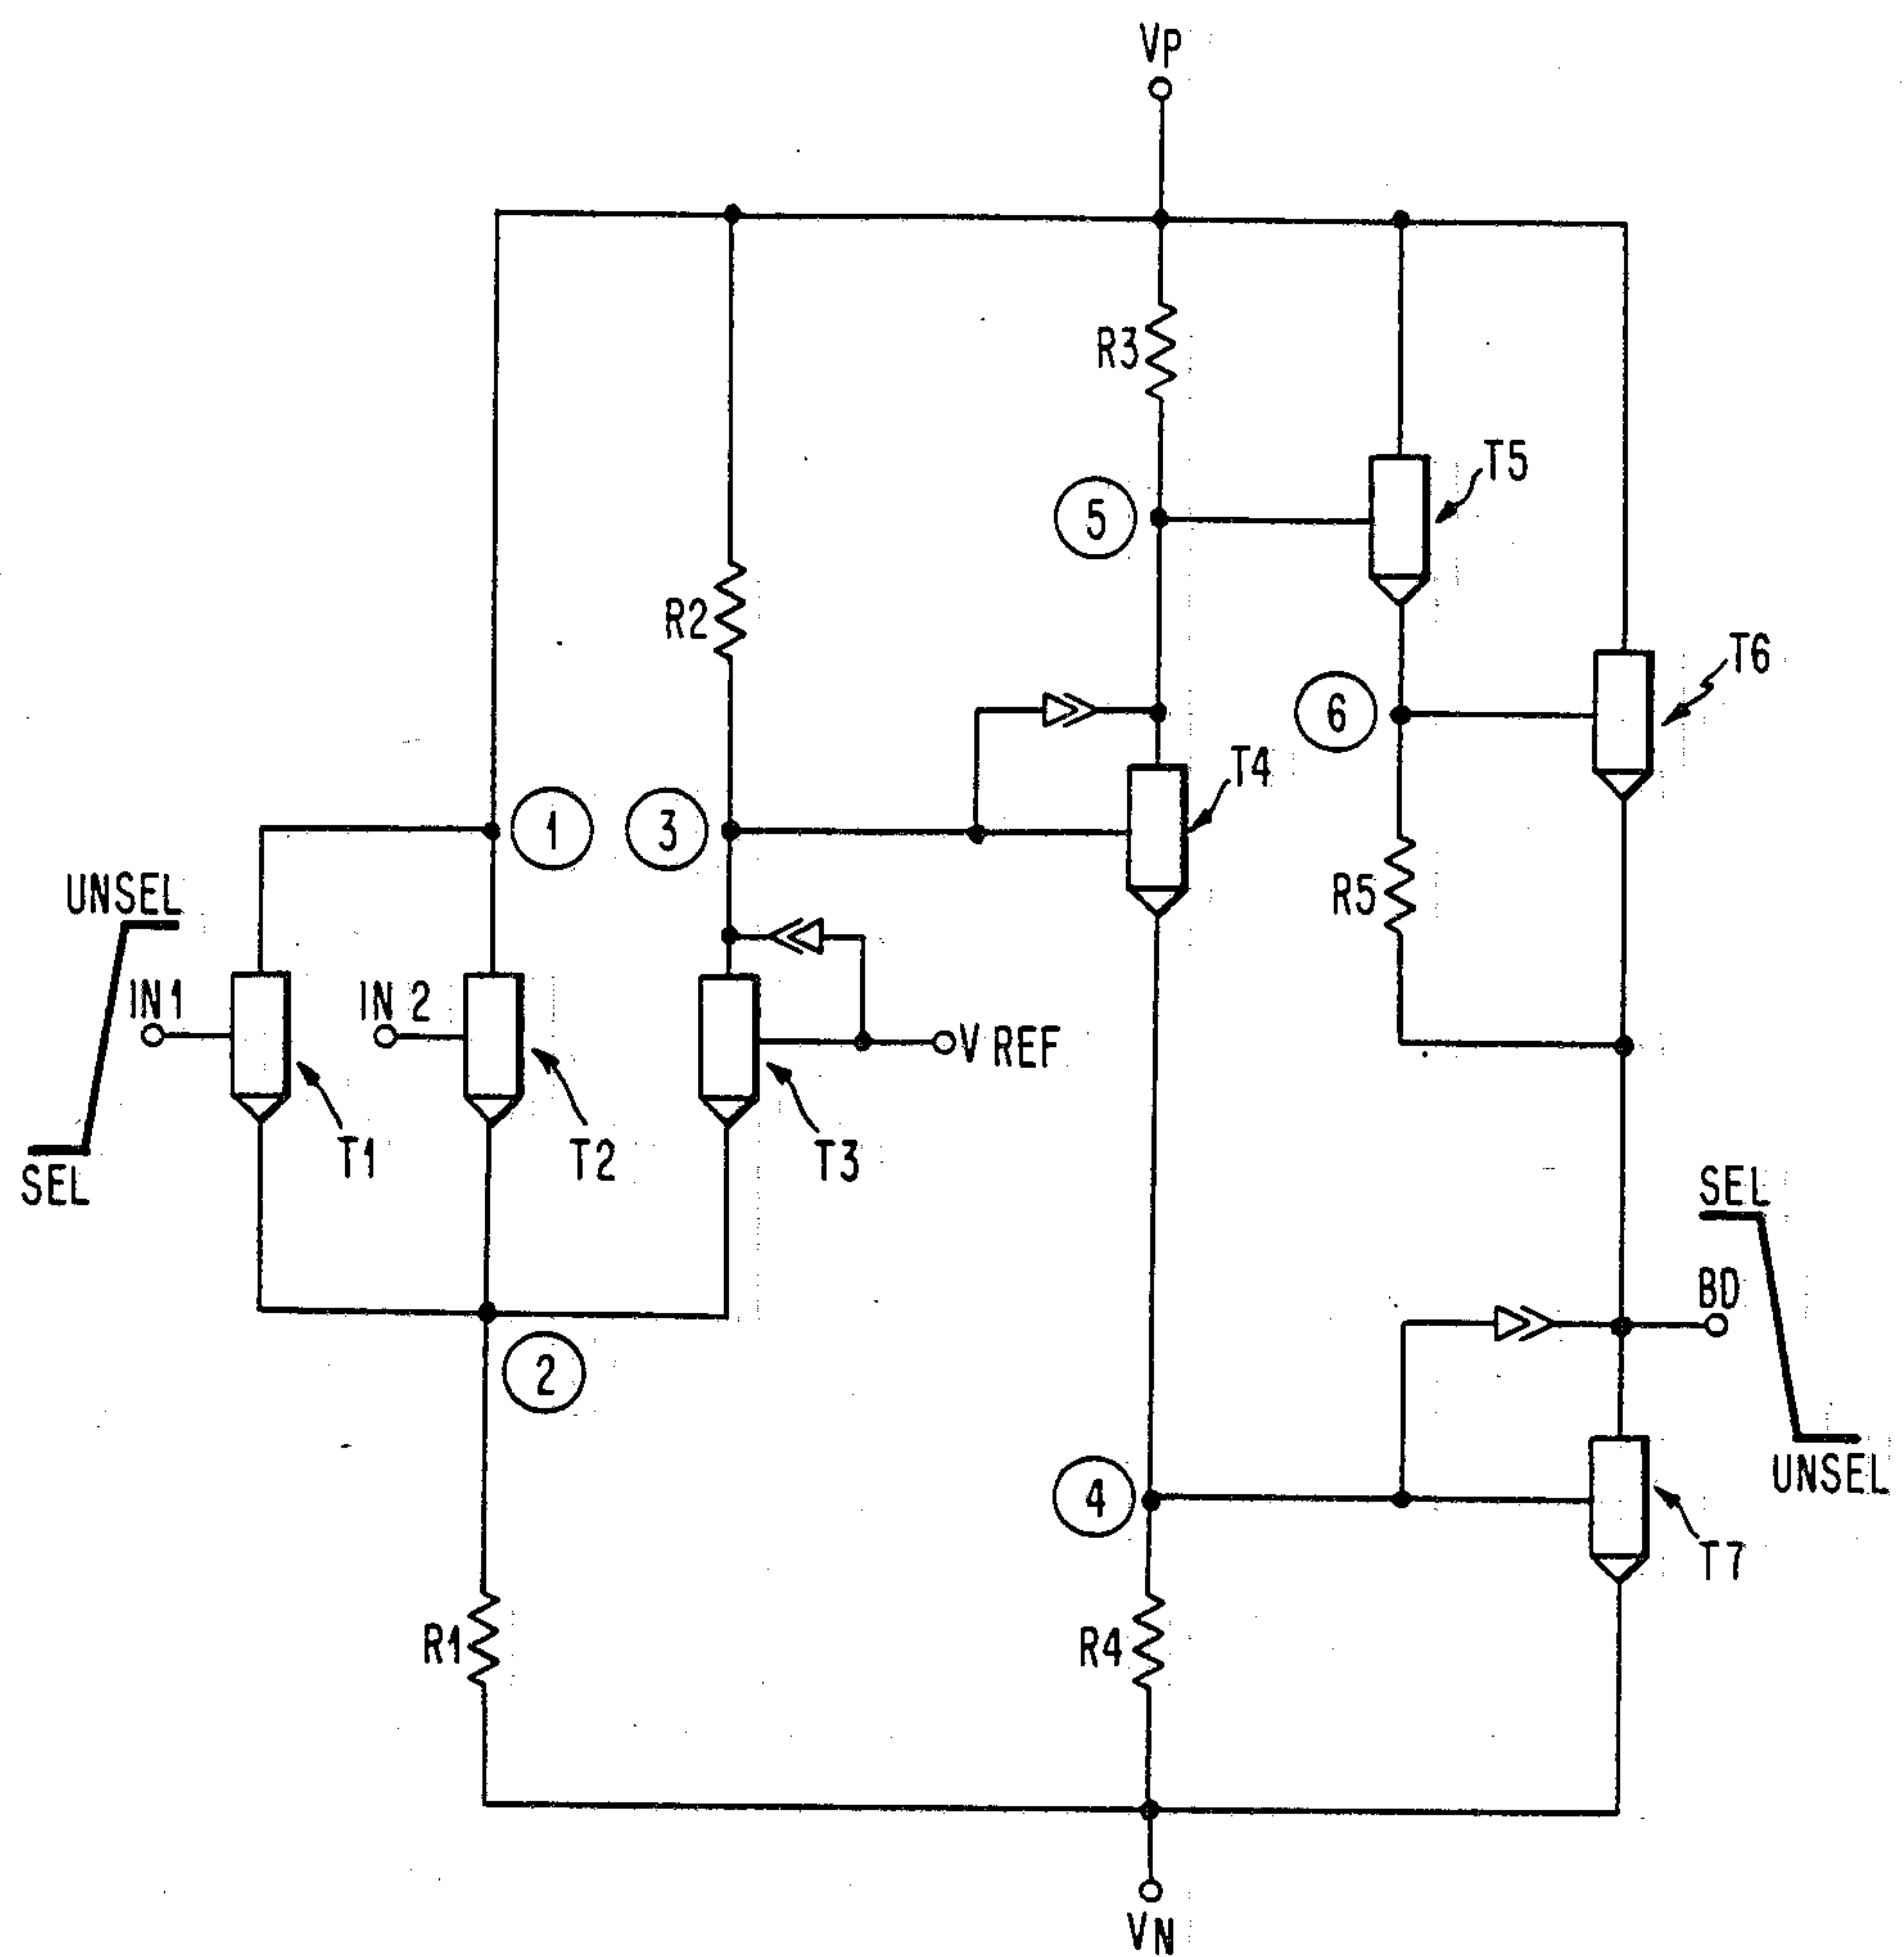 VP
R3
T5
5
R2
T6
6
T4
1
3
UNSEL
R5
IN1
IN 2
V REF
T1
T2
T3
SEL
SEL
BD
2
4
UNSEL
T7
R1
R4
VN